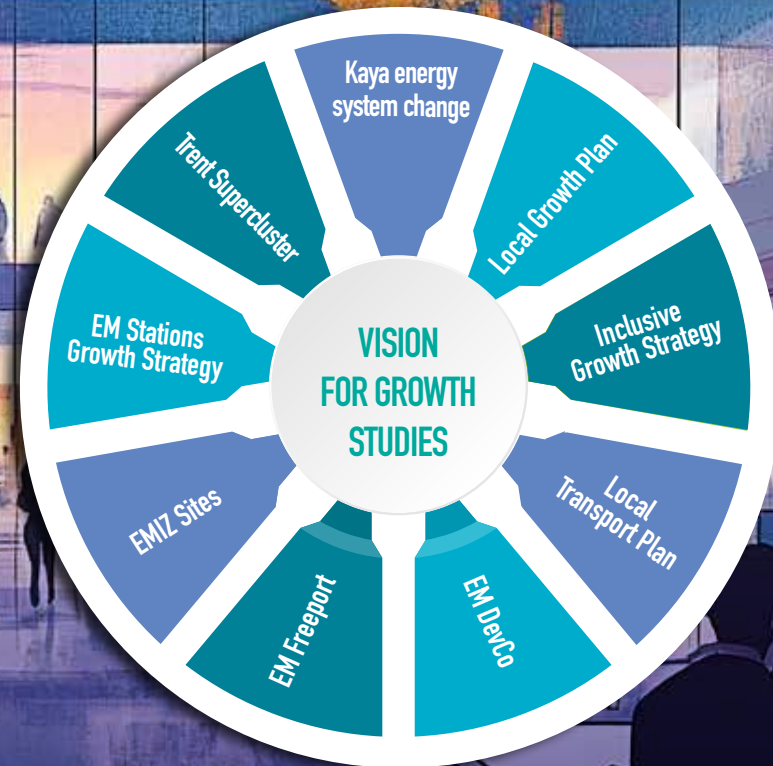 Kaya energy
system change
Local Growth Plan
Inclusive
Growth Strategy
Local
Transport Plan
EM DevCo
EM Freeport
EMIZ Sites
EM Stations
Growth Strategy
Trent Supercluster
VISION
FOR GROWTH
STUDIES